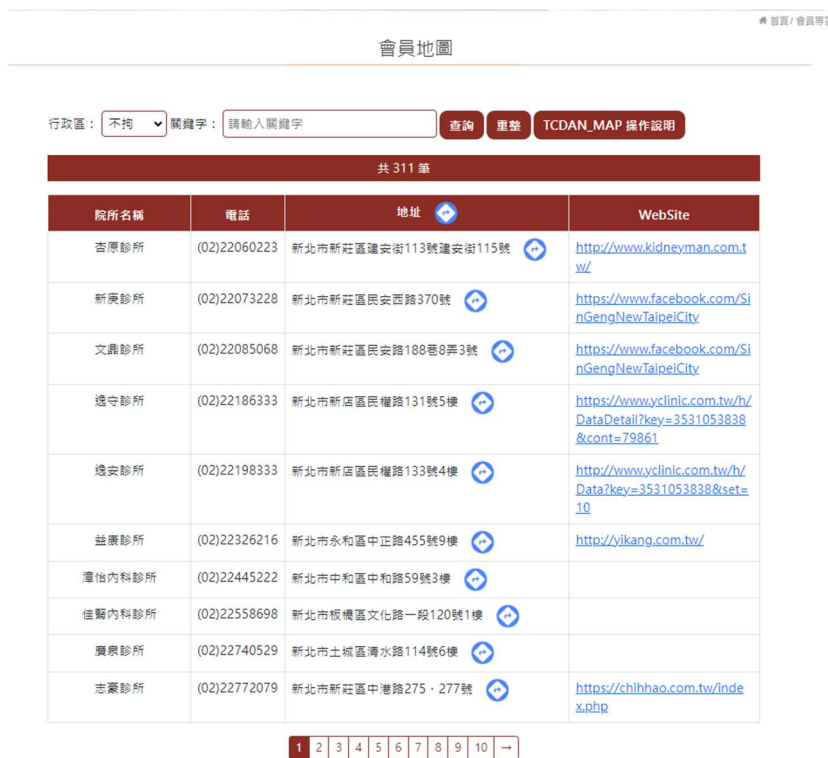 首頁 / 會員專
會員地圖
行政區： 不拘 關鍵字： 請輸入關鍵字 查詢 重整 TCDAN_MAP 操作說明
共 311 筆
院所名稱 電話 地址 WebSite
杏原診所 (02)22060223 新北市新莊區建安街113號建安街115號 http://www.kidneyman.com.t
w/
新庚診所 (02)22073228 新北市新莊區民安西路370號 https://www.facebook.com/Si
nGengNewTaipeiCity
文鼎診所 (02)22085068 新北市新莊區民安路188巷8弄3號 https://www.facebook.com/Si
nGengNewTaipeiCity
逸守診所 (02)22186333 新北市新店區民權路131號5樓 https://www.yclinic.com.tw/h/
DataDetail?key=3531053838
&cont=79861
逸安診所 (02)22198333 新北市新店區民權路133號4樓 http://www.yclinic.com.tw/h/
Data?key=3531053838&set=
10
益康診所 (02)22326216 新北市永和區中正路455號9樓 http://yikang.com.tw/
漳怡內科診所 (02)22445222 新北市中和區中和路59號3樓
佳醫內科診所 (02)22558698 新北市板橋區文化路一段120號1樓
廣泉診所 (02)22740529 新北市土城區清水路114號6樓
志豪診所 (02)22772079 新北市新莊區中港路275‧277號 https://chihhao.com.tw/inde
x.php
1 2 3 4 5 6 7 8 9 10 →